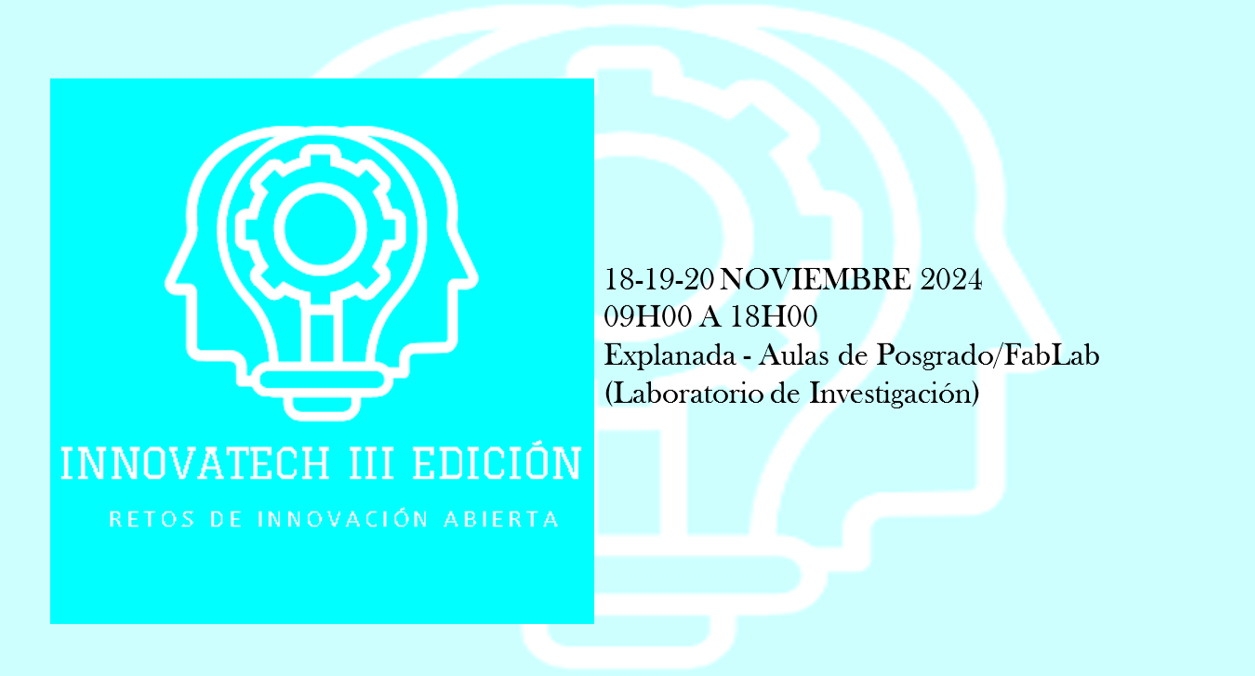 INNOVATECH III EDICIÓN
RETOS DE INNOVACIÓN ABIERTA
18-19-20 NOVIEMBRE 2024
09H00 A 18H00
Explanada - Aulas de Posgrado/FabLab
(Laboratorio de Investigación)